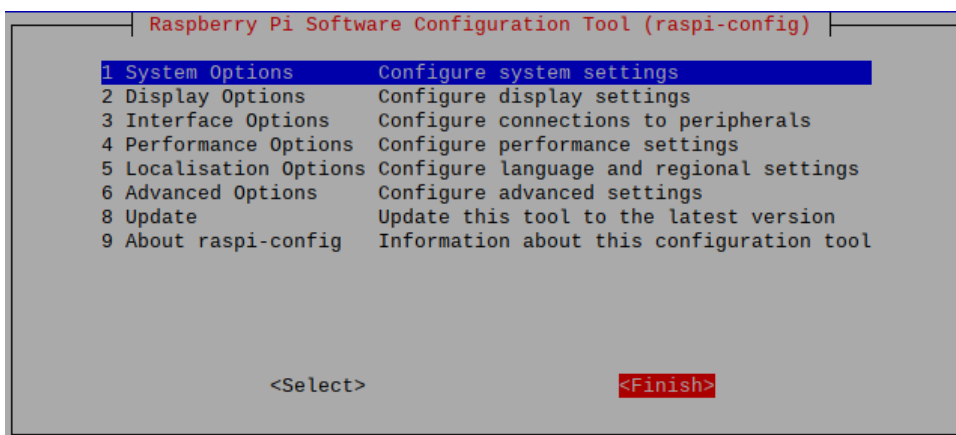 Raspberry Pi Software Configuration Tool (raspi-config)
1 System Options Configure system settings
2 Display Options Configure display settings
3 Interface Options Configure connections to peripherals
4 Performance Options Configure performance settings
5 Localisation Options Configure language and regional settings
6 Advanced Options Configure advanced settings
8 Update Update this tool to the latest version
9 About raspi-config Information about this configuration tool
<Select> <Finish>